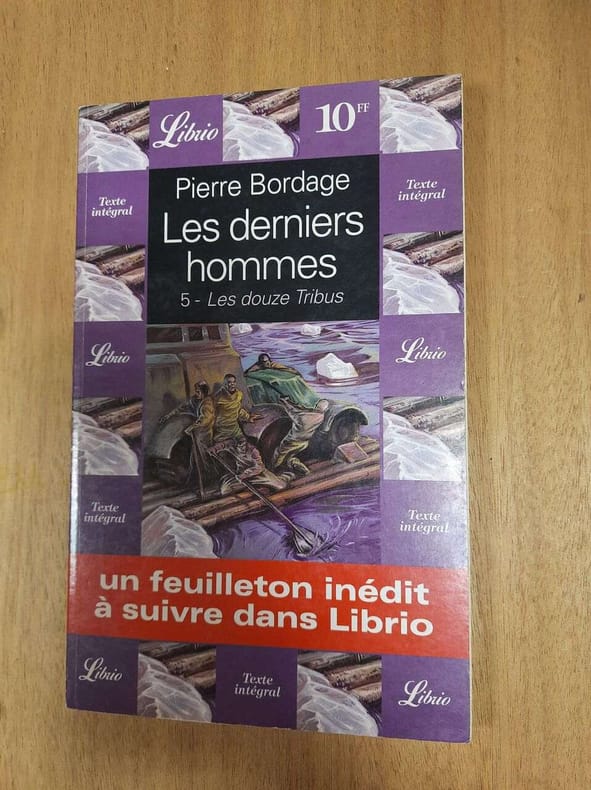 Librio
10FF
Pierre Bordage
Les derniers
hommes
5 - Les douze Tribus
Texte
intégral
Texte
intégral
Librio
Librio
Texte
intégral
Texte
intégral
un feuilleton inédit
à suivre dans Librio
Librio
Texte
intégral
Librio